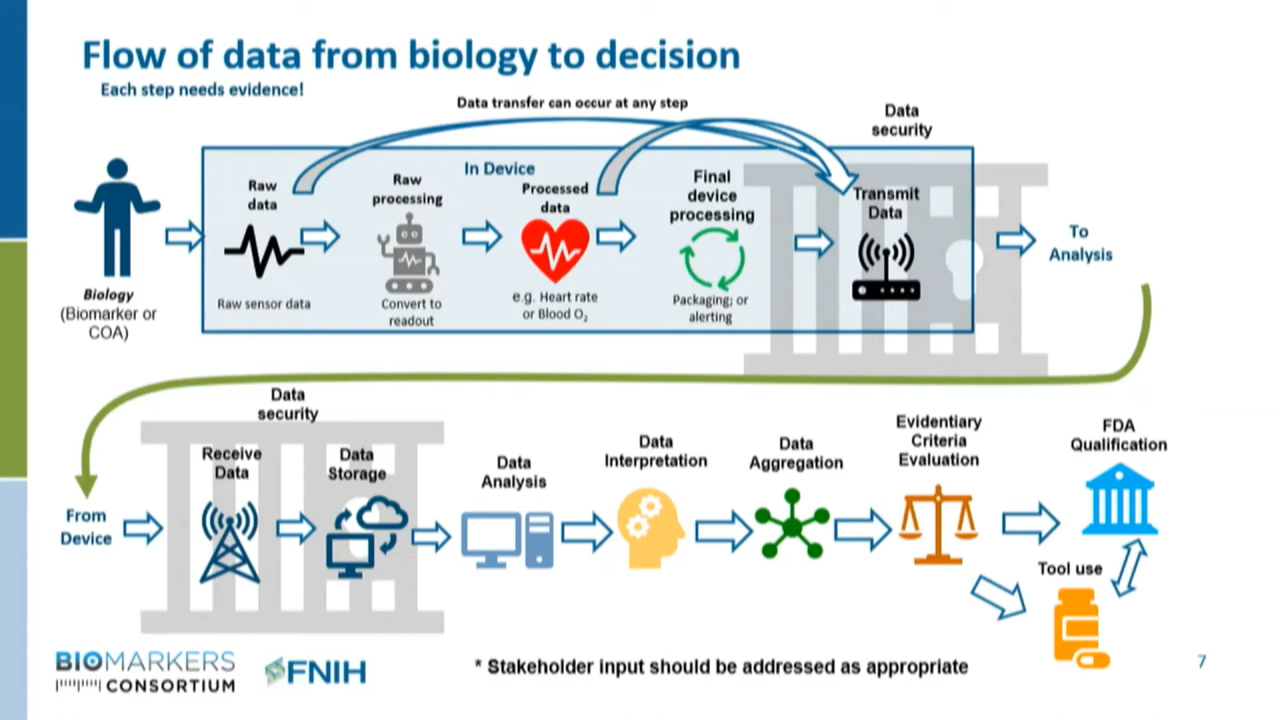 Flow of data from biology to decision
Each step needs evidence!
Data transfer can occur at any step
Data
security
In Device
Raw
data
Raw sensor data
Raw
processing
Convert to
readout
Processed
data
e.g. Heart rate
or Blood O₂
Final
device
processing
Packaging; or
alerting
Transmit
Data
Biology
(Biomarker or
COA)
To
Analysis
From
Device
Data
security
Receive
Data
Data
Storage
Data
Analysis
Data
Interpretation
Data
Aggregation
Evidentiary
Criteria
Evaluation
FDA
Qualification
Tool use
BIOMARKERS
CONSORTIUM
FNIH
* Stakeholder input should be addressed as appropriate
7